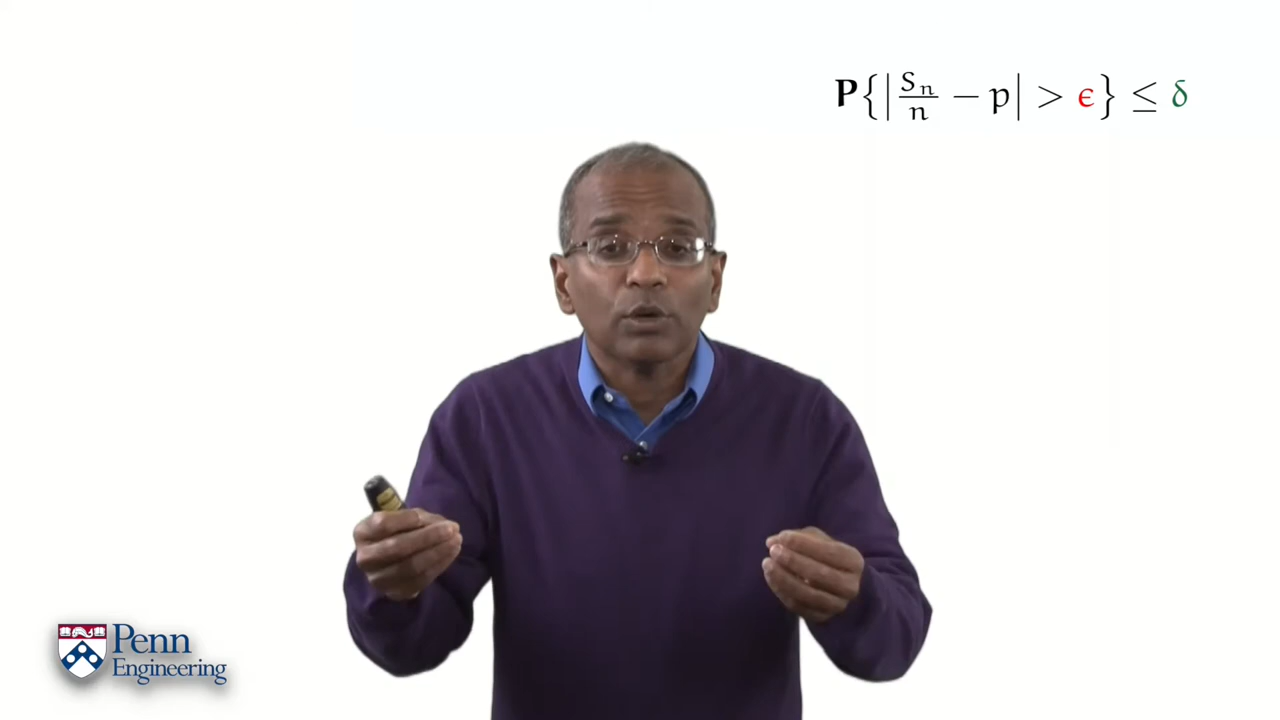 P{|Sₙ/n − p| > ϵ} ≤ δ
Penn
Engineering